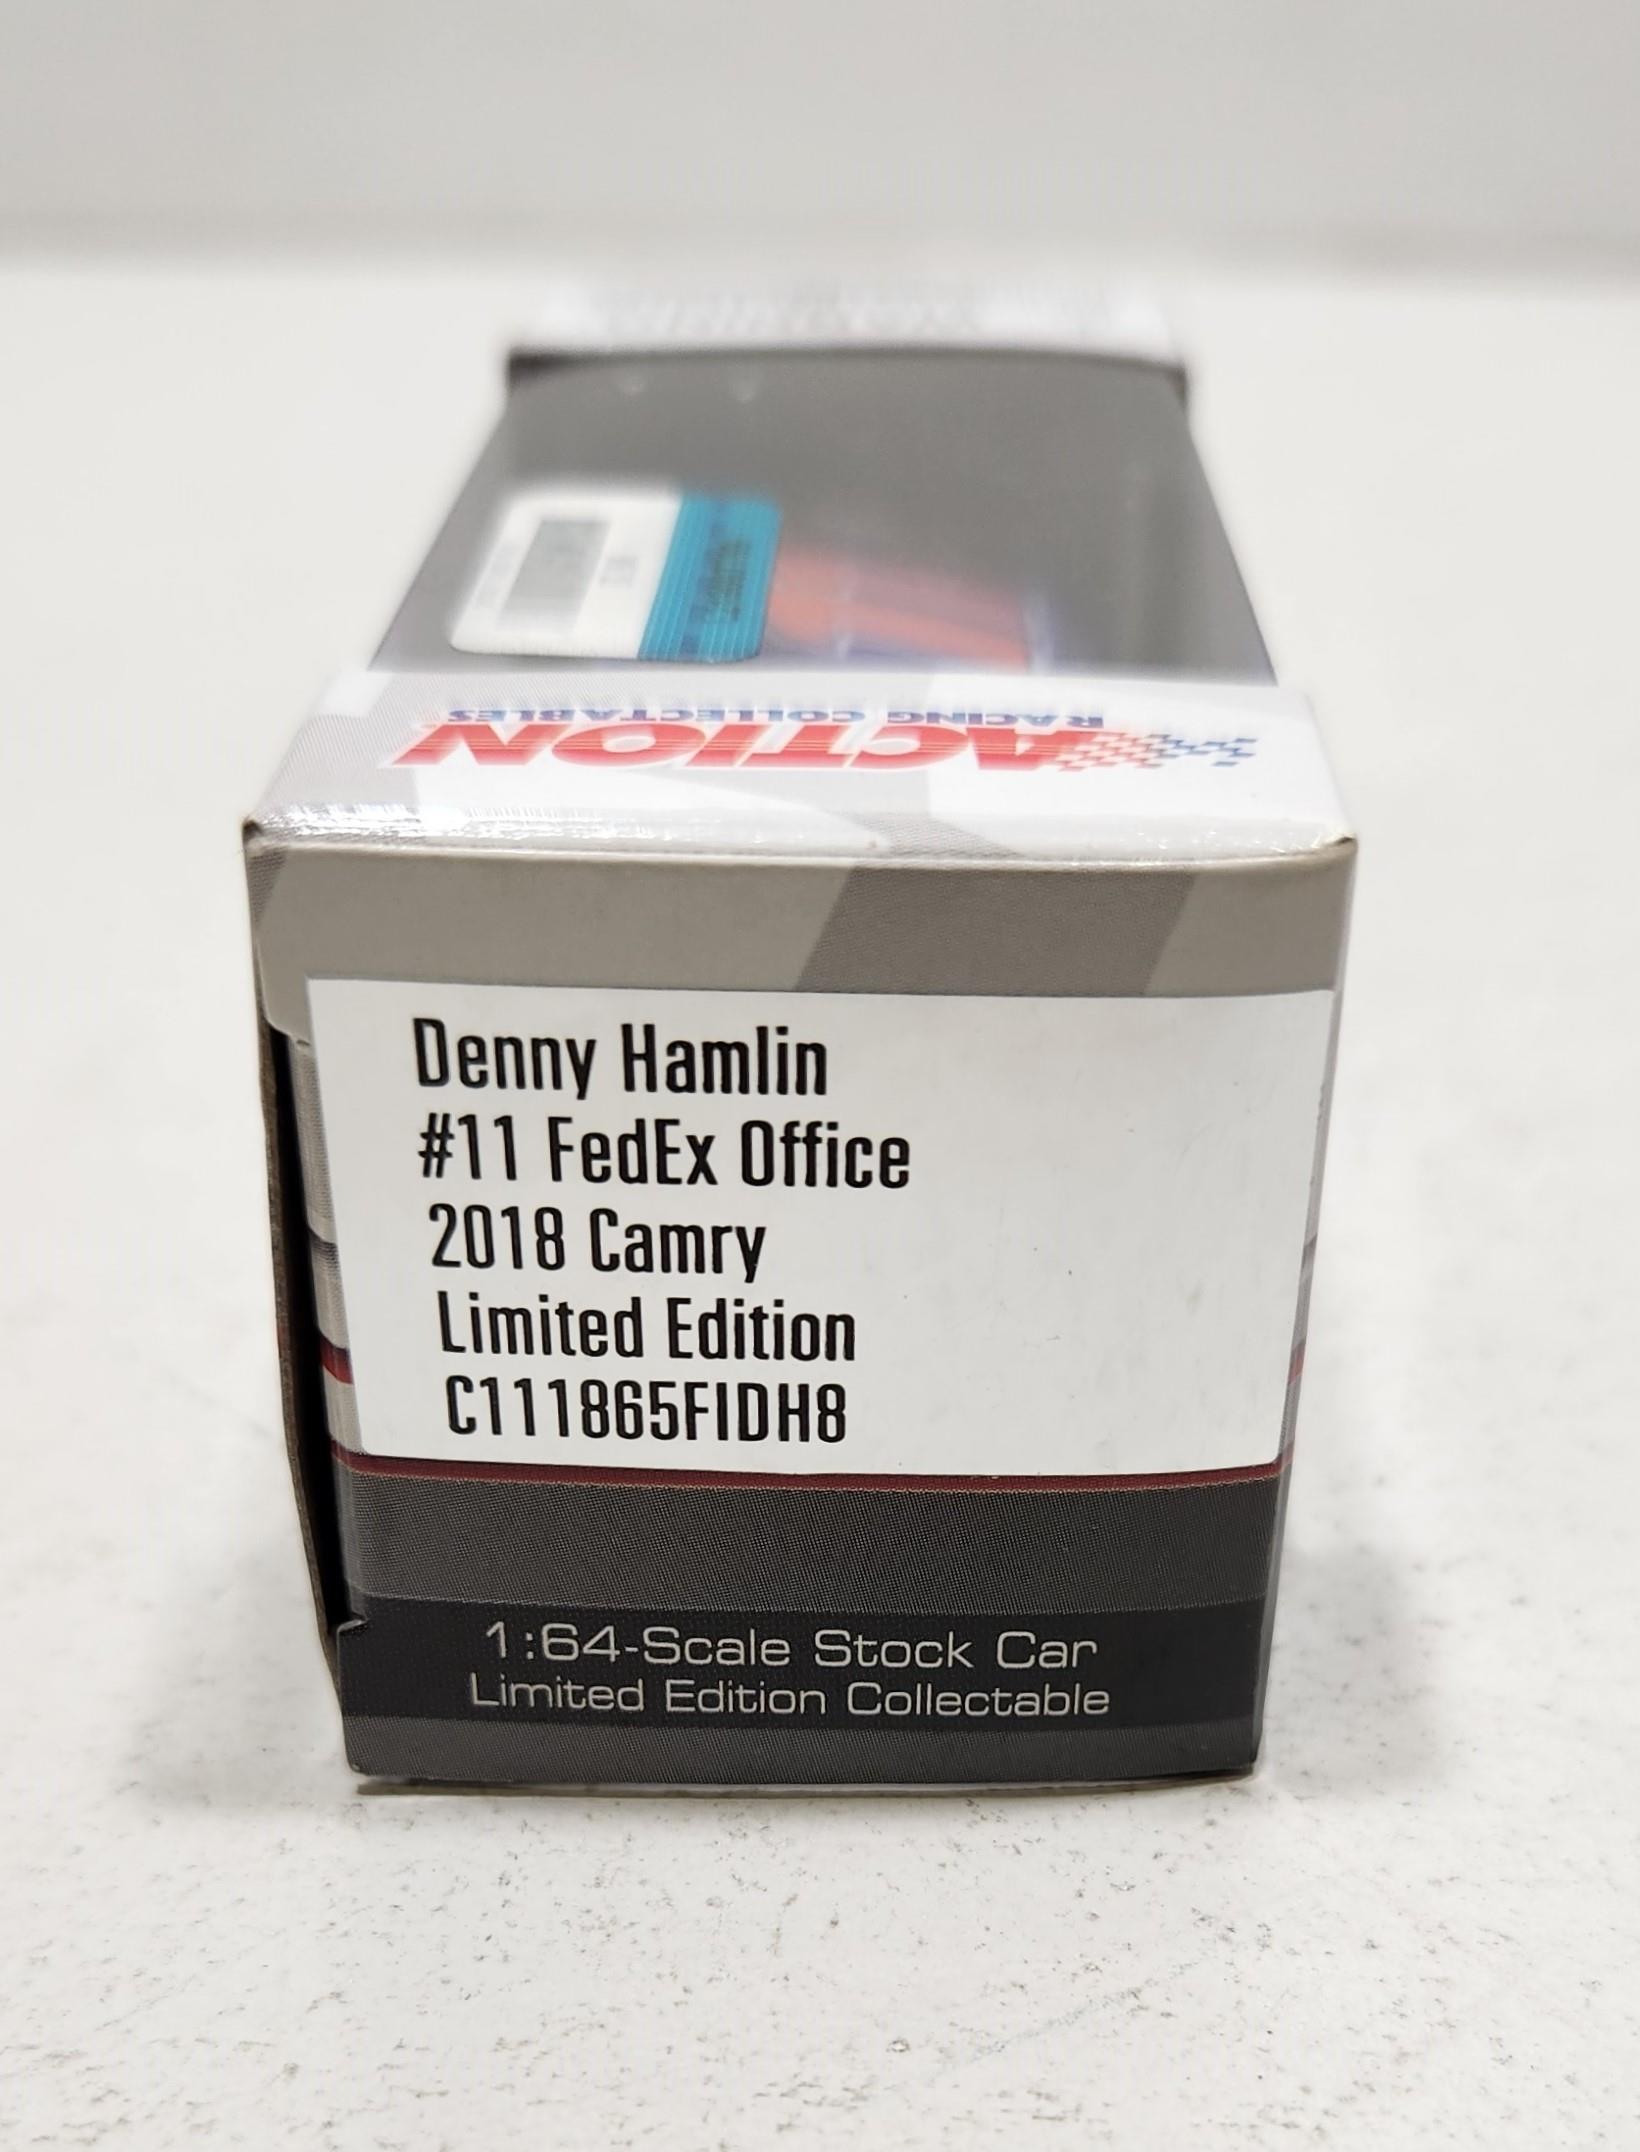 ACTION
RACING COLLECTABLES
Denny Hamlin
#11 FedEx Office
2018 Camry
Limited Edition
C111865FIDH8
1:64-Scale Stock Car
Limited Edition Collectable